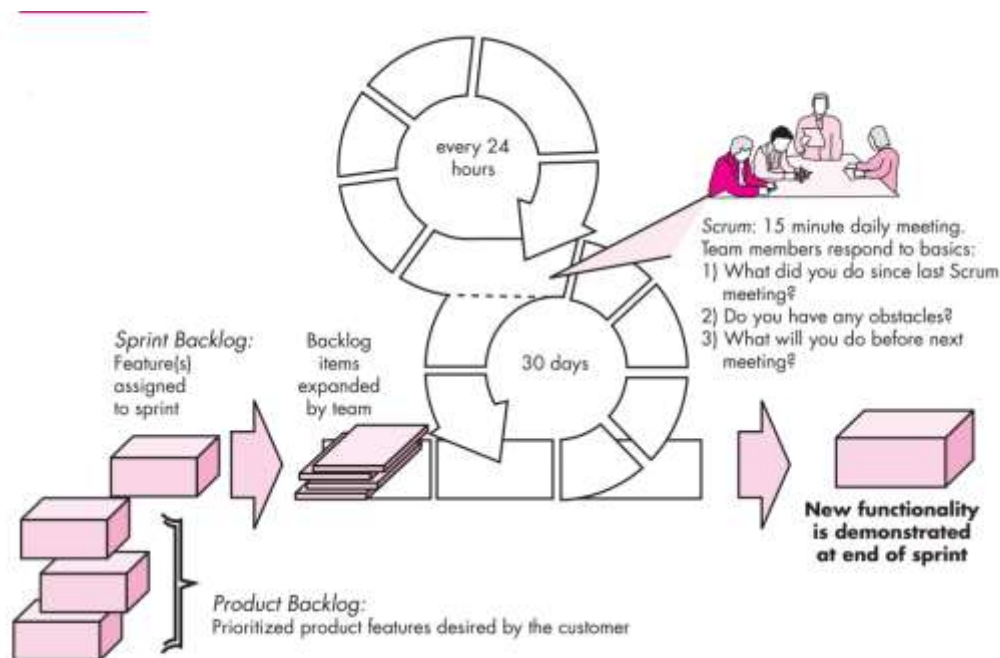 every 24
hours
Scrum: 15 minute daily meeting.
Team members respond to basics:
1) What did you do since last Scrum
meeting?
2) Do you have any obstacles?
3) What will you do before next
meeting?
Sprint Backlog:
Feature(s)
assigned
to sprint
Backlog
items
expanded
by team
30 days
New functionality
is demonstrated
at end of sprint
Product Backlog:
Prioritized product features desired by the customer